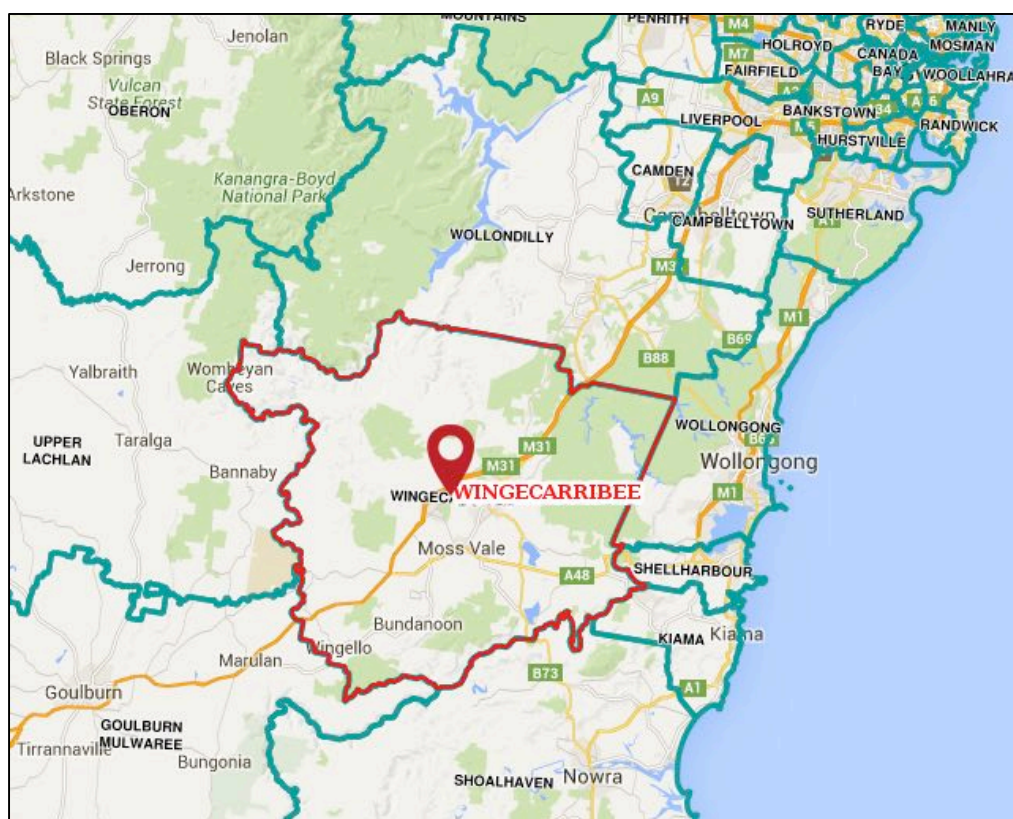 MOUNTAINS
PENRITH
M4
RYDE
MANLY
Jenolan
Black Springs
M7
HOLROYD
CANADA
BAY
MOSMAN
FAIRFIELD
WOOLLAHRA
Vulcan
State Forest
OBERON
A9
LIVERPOOL
BANKSTOWN
RANDWICK
HURSTVILLE
Kanangra-Boyd
National Park
Arkstone
CAMDEN
Campbelltown
CAMPBELLTOWN
SUTHERLAND
A1
WOLLONDILLY
Jerrong
M1
B69
B88
Wombeyan
Caves
Yalbraith
UPPER
LACHLAN
Taralga
Bannaby
WOLLONGONG
Wollongong
M31
M31
M1
WINGECARRIBEE
Moss Vale
A48
SHELLHARBOUR
Bundanoon
KIAMA
Kiama
Wingello
Marulan
B73
A1
Goulburn
GOULBURN
MULWAREE
Tirrannaville
Bungonia
SHOALHAVEN
Nowra